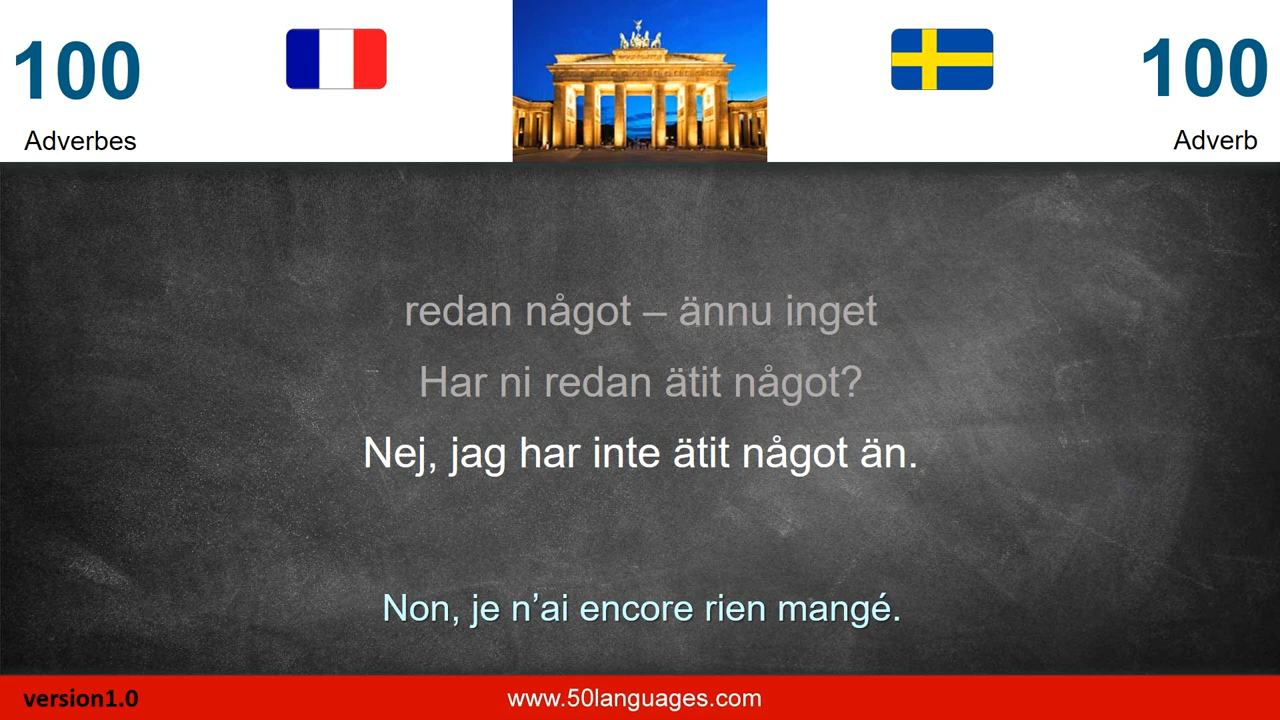 100
100
Adverbes
Adverb
redan något – ännu inget
Har ni redan ätit något?
Nej, jag har inte ätit något än.
Non, je n’ai encore rien mangé.
version1.0
www.50languages.com